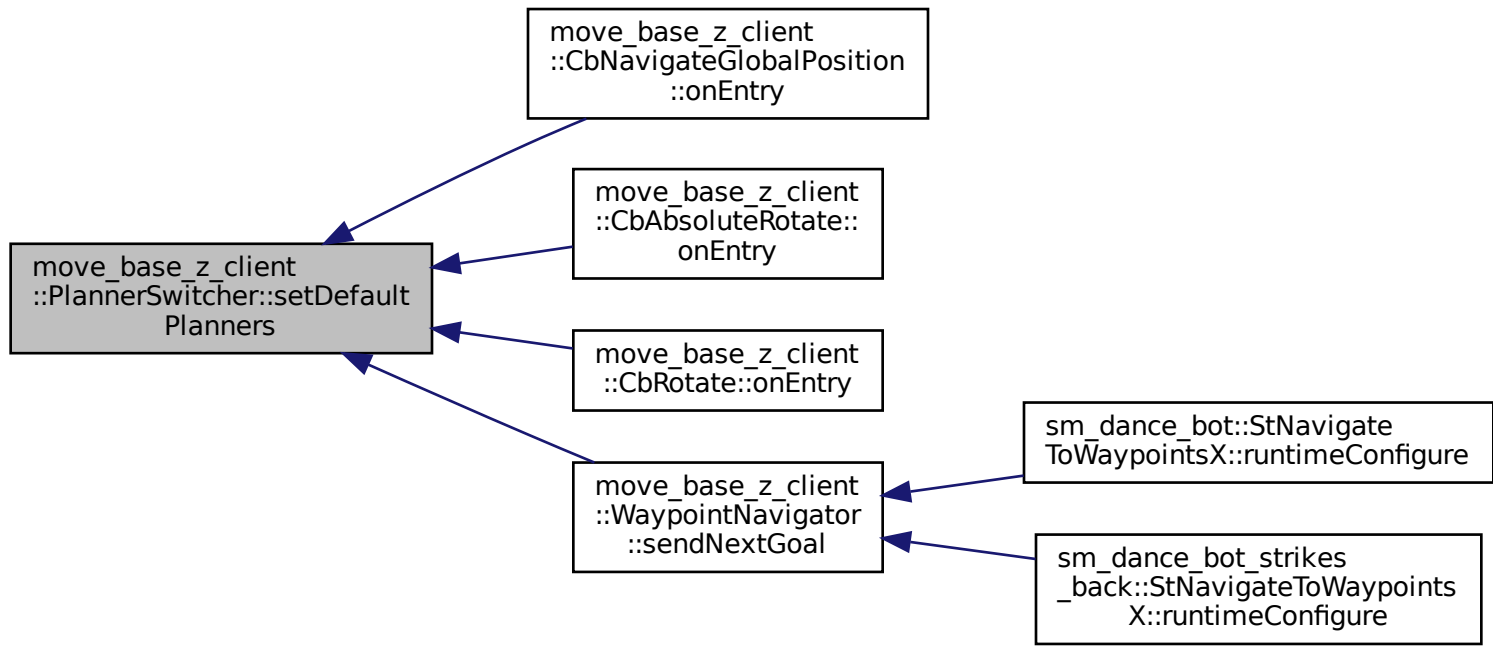 move_base_z_client
::CbNavigateGlobalPosition
::onEntry
move_base_z_client
::CbAbsoluteRotate::
onEntry
move_base_z_client
::PlannerSwitcher::setDefault
Planners
move_base_z_client
::CbRotate::onEntry
move_base_z_client
::WaypointNavigator
::sendNextGoal
sm_dance_bot::StNavigate
ToWaypointsX::runtimeConfigure
sm_dance_bot_strikes
_back::StNavigateToWaypoints
X::runtimeConfigure